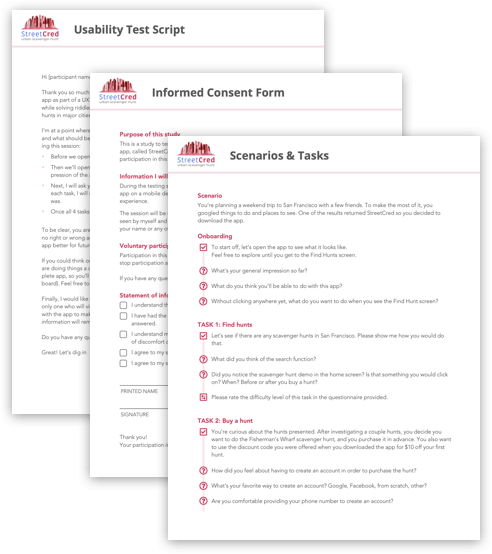 StreetCred
urban scavenger hunt
Usability Test Script
Hi [participant name
Thank you so much
app as part of a UX
while solving riddle
hunts in major cities
I'm at a point where
and what should be
ing this session:
Before we open
Then we'll open
pression of the
Next, I will ask y
each task, I will
was.
Once all 4 tasks
To be clear, you are
no right or wrong a
app better for futur
If you could think o
are doing things a
plete app, so you'll
board). Feel free to
Finally, I would like
only one who will vi
with the app to mak
information will rem
Do you have any qu
Great! Let's dig in
StreetCred
urban scavenger hunt
Informed Consent Form
Purpose of this study
This is a study to te
app, called StreetC
participation in this
Information I will
During the testing s
app on a mobile de
experience.
The session will be
seen by myself and
your name or any o
Voluntary partici
Participation in this
stop participation a
If you have any que
Statement of info
I understand th
I have had the
answered.
I understand m
of discomfort o
I agree to my s
I agree to my s
PRINTED NAME
SIGNATURE
Thank you!
Your participation i
StreetCred
urban scavenger hunt
Scenarios & Tasks
Scenario
You're planning a weekend trip to San Francisco with a few friends. To make the most of it, you
googled things to do and places to see. One of the results returned StreetCred so you decided to
download the app.
Onboarding
To start off, let's open the app to see what it looks like.
Feel free to explore until you get to the Find Hunts screen.
What's your general impression so far?
What do you think you'll be able to do with this app?
Without clicking anywhere yet, what do you want to do when you see the Find Hunt screen?
TASK 1: Find hunts
Let's see if there are any scavenger hunts in San Francisco. Please show me how you would do
that.
What did you think of the search function?
Did you notice the scavenger hunt demo in the home screen? Is that something you would click
on? When? Before or after you buy a hunt?
Please rate the difficulty level of this task in the questionnaire provided.
TASK 2: Buy a hunt
You're curious about the hunts presented. After investigating a couple hunts, you decide you
want to do the Fisherman's Wharf scavenger hunt, and you purchase it in advance. You also want
to use the discount code you were offered when you downloaded the app for $10 off your first
hunt.
How did you feel about having to create an account in order to purchase the hunt?
What's your favorite way to create an account? Google, Facebook, from scratch, other?
Are you comfortable providing your phone number to create an account?